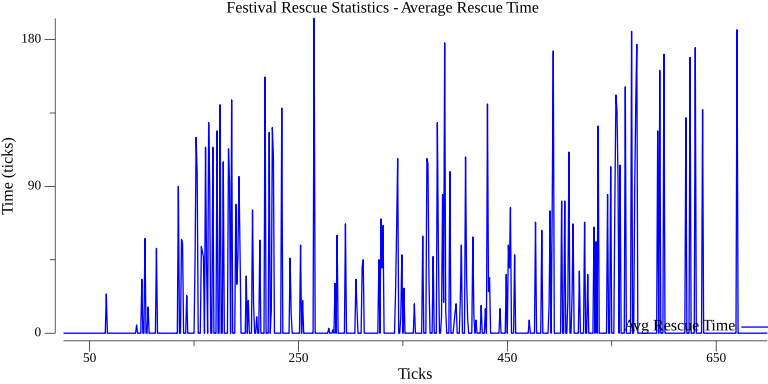 Festival Rescue Statistics - Average Rescue Time
180
90
0
Time (ticks)
Avg Rescue Time
50
250
450
650
Ticks